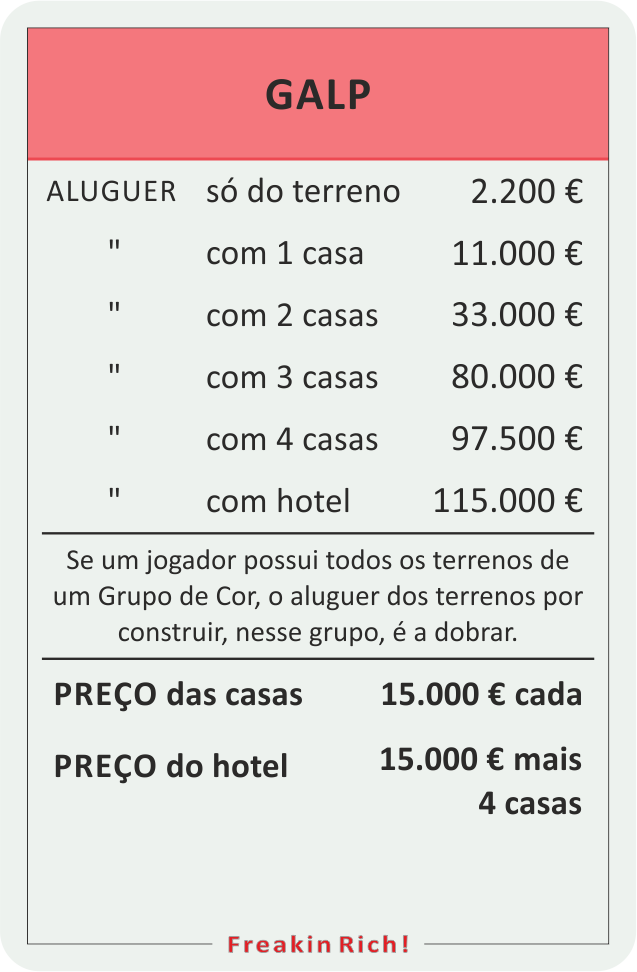 GALP
ALUGUER só do terreno 2.200 €
" com 1 casa 11.000 €
" com 2 casas 33.000 €
" com 3 casas 80.000 €
" com 4 casas 97.500 €
" com hotel 115.000 €
Se um jogador possui todos os terrenos de
um Grupo de Cor, o aluguer dos terrenos por
construir, nesse grupo, é a dobrar.
PREÇO das casas 15.000 € cada
PREÇO do hotel 15.000 € mais
4 casas
Freakin Rich!